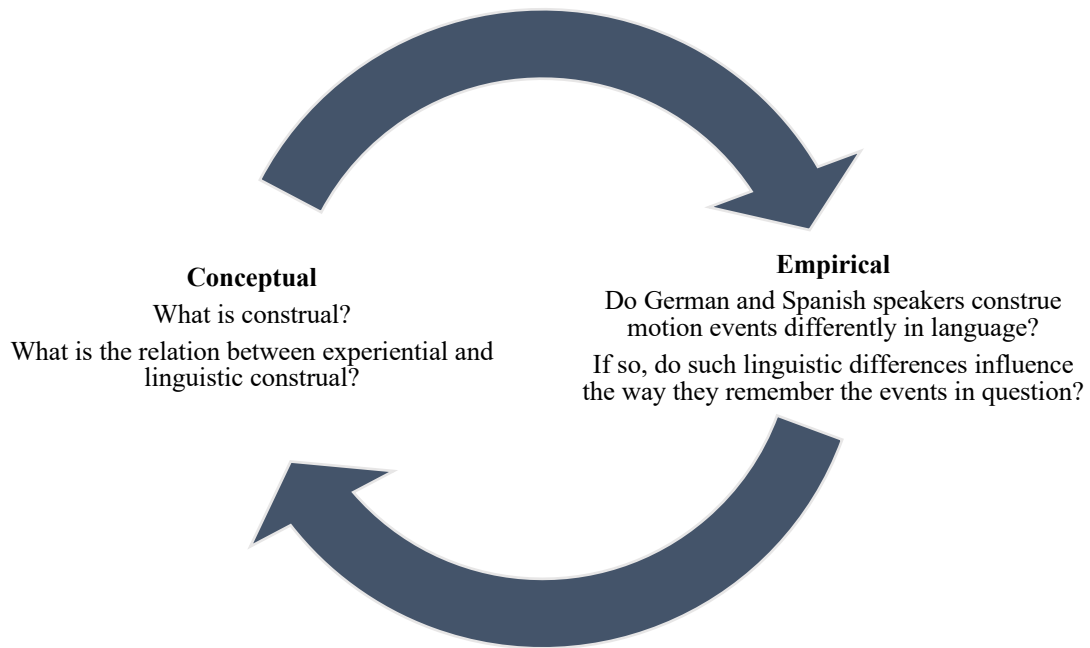 Conceptual
What is construal?
What is the relation between experiential and
linguistic construal?
Empirical
Do German and Spanish speakers construe
motion events differently in language?
If so, do such linguistic differences influence
the way they remember the events in question?